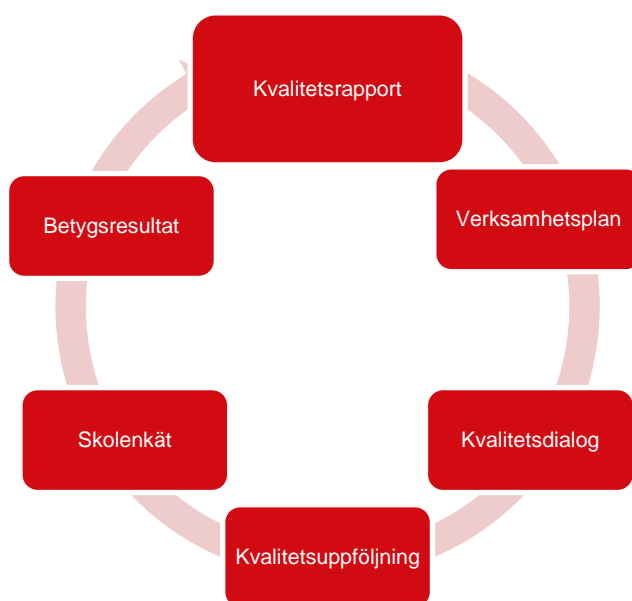 Kvalitetsrapport
Verksamhetsplan
Kvalitetsdialog
Kvalitetsuppföljning
Skolenkät
Betygsresultat